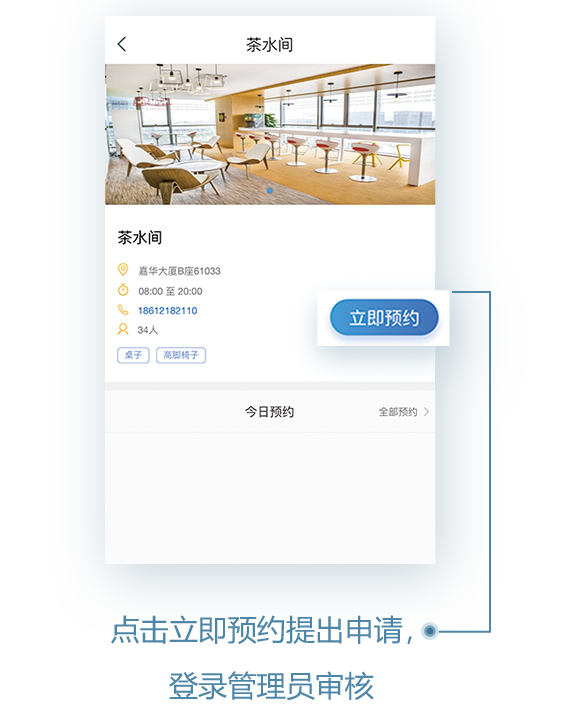 茶水间
茶水间
嘉华大厦B座61033
08:00 至 20:00
18612182110
34人
立即预约
桌子 高脚椅子
今日预约 全部预约
点击立即预约提出申请,
登录管理员审核